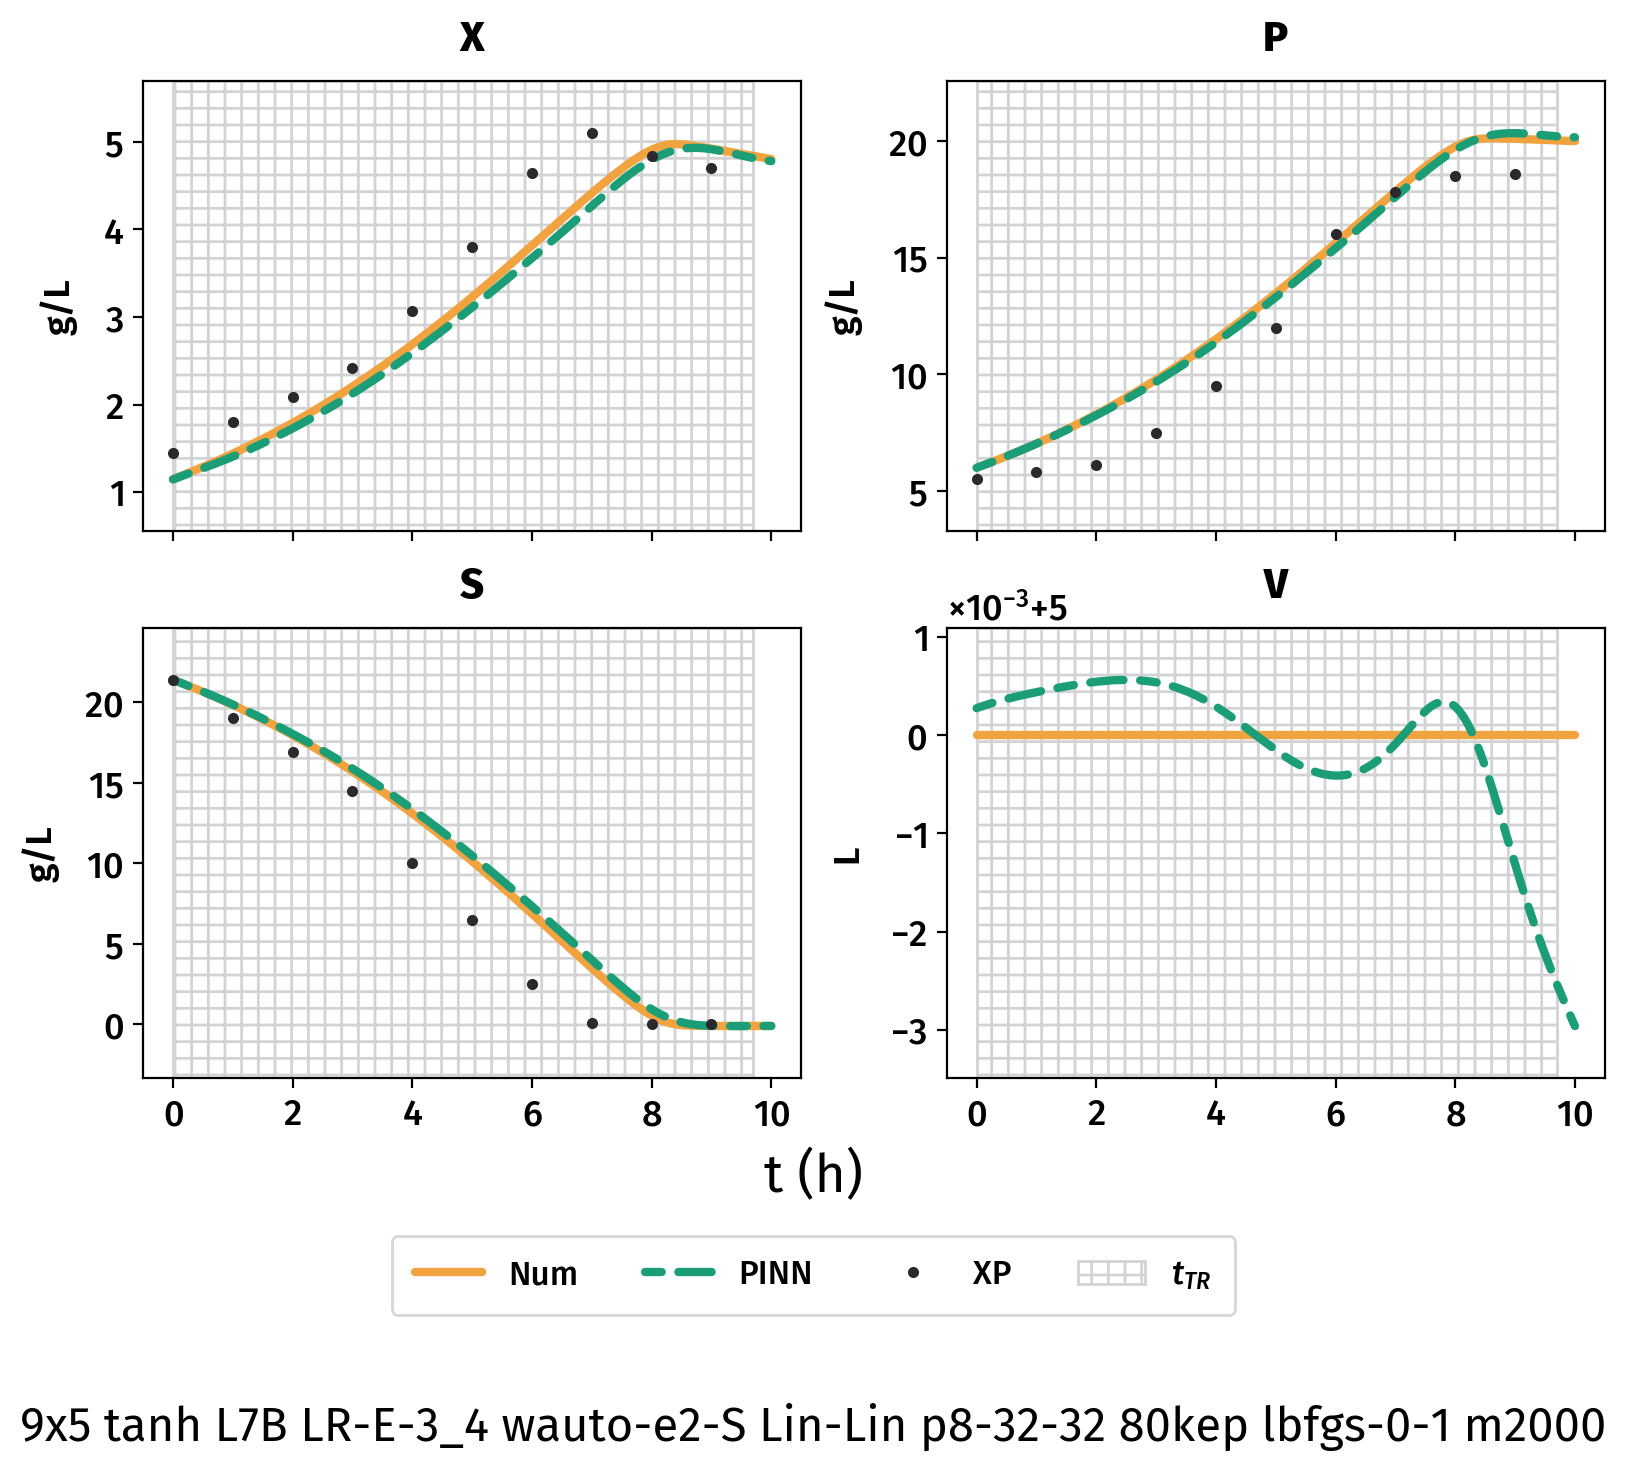 X
P
g/L
5
4
3
2
1
g/L
20
15
10
5
S
V
×10⁻³+5
g/L
20
15
10
5
0
L
1
0
−1
−2
−3
0 2 4 6 8 10
0 2 4 6 8 10
t (h)
Num PINN XP t_TR
9x5 tanh L7B LR-E-3_4 wauto-e2-S Lin-Lin p8-32-32 80kep lbfgs-0-1 m2000